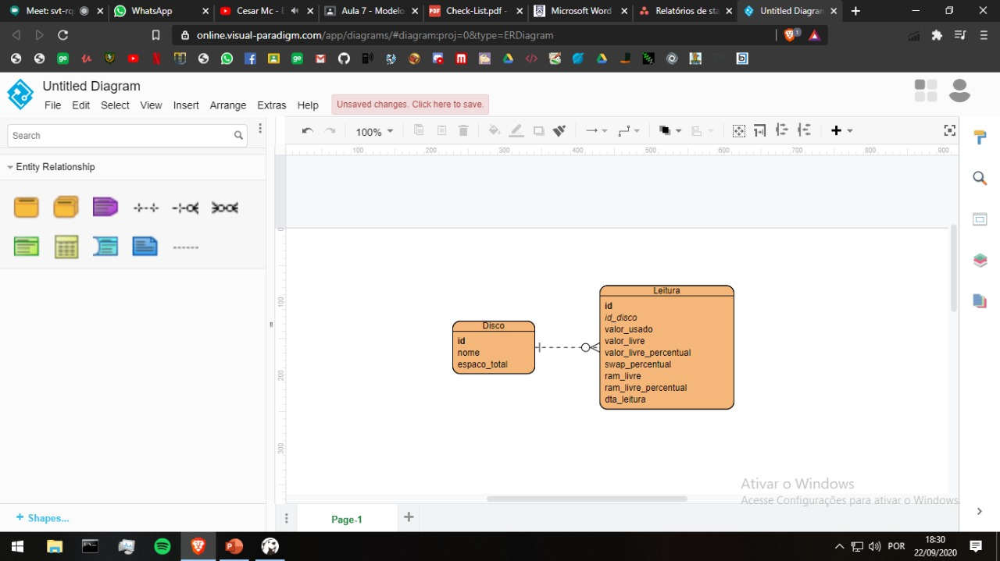 Meet: svt-rq
WhatsApp
Cesar Mc - E
Aula 7 - Modelo
Check-List.pdf -
Microsoft Word
Relatórios de sta
Untitled Diagram
online.visual-paradigm.com/app/diagrams/#diagram:proj=0&type=ERDiagram
Untitled Diagram
File Edit Select View Insert Arrange Extras Help
Unsaved changes. Click here to save.
Search
100%
Entity Relationship
100 200 300 400 500 600 700 800 900
0
100
200
300
Disco
id
nome
espaco_total
Leitura
id
id_disco
valor_usado
valor_livre
valor_livre_percentual
swap_percentual
ram_livre
ram_livre_percentual
dta_leitura
Ativar o Windows
Acesse Configurações para ativar o Windows
+ Shapes...
Page-1
POR
18:30
22/09/2020